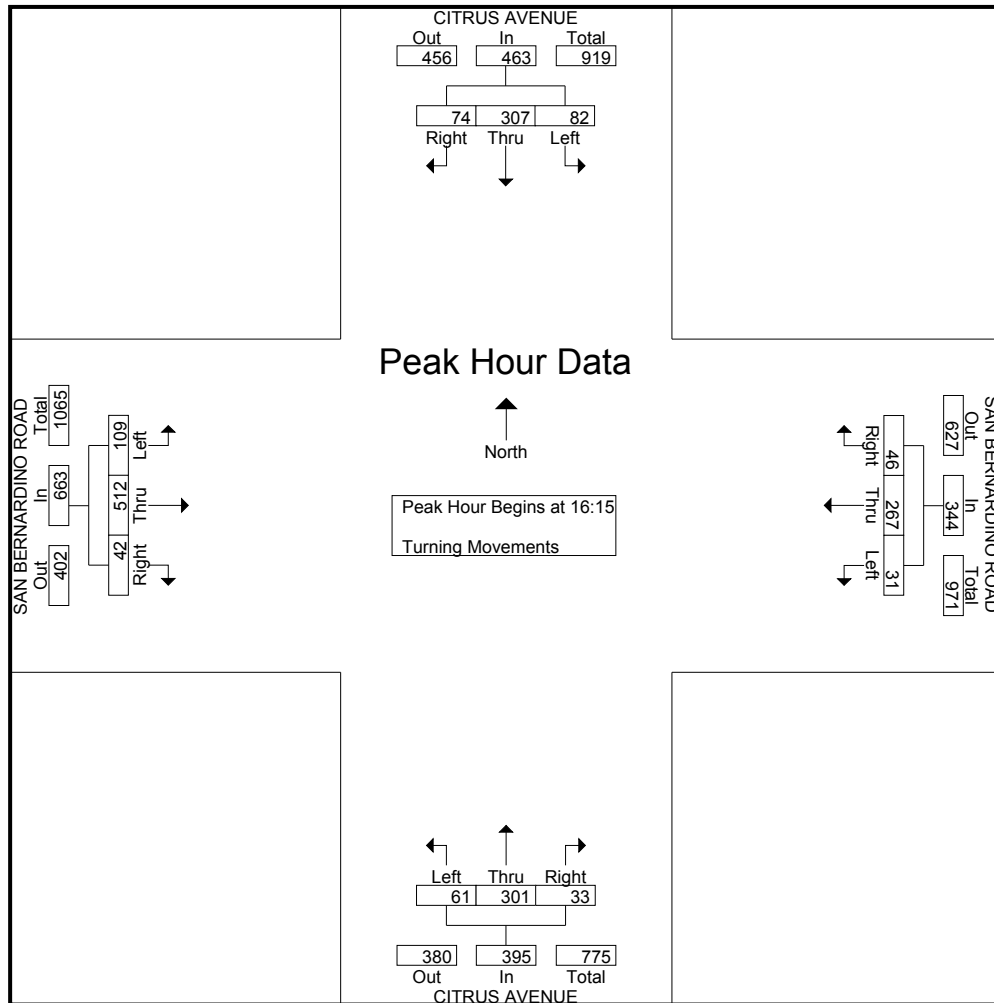 CITRUS AVENUE
Out In Total
456 463 919
74 307 82
Right Thru Left
Peak Hour Data
North
Peak Hour Begins at 16:15
Turning Movements
SAN BERNARDINO ROAD
Out In Total
402 663 1065
42 512 109
Right Thru Left
SAN BERNARDINO ROAD
Out In Total
627 344 971
46 267 31
Right Thru Left
Left Thru Right
61 301 33
380 395 775
Out In Total
CITRUS AVENUE